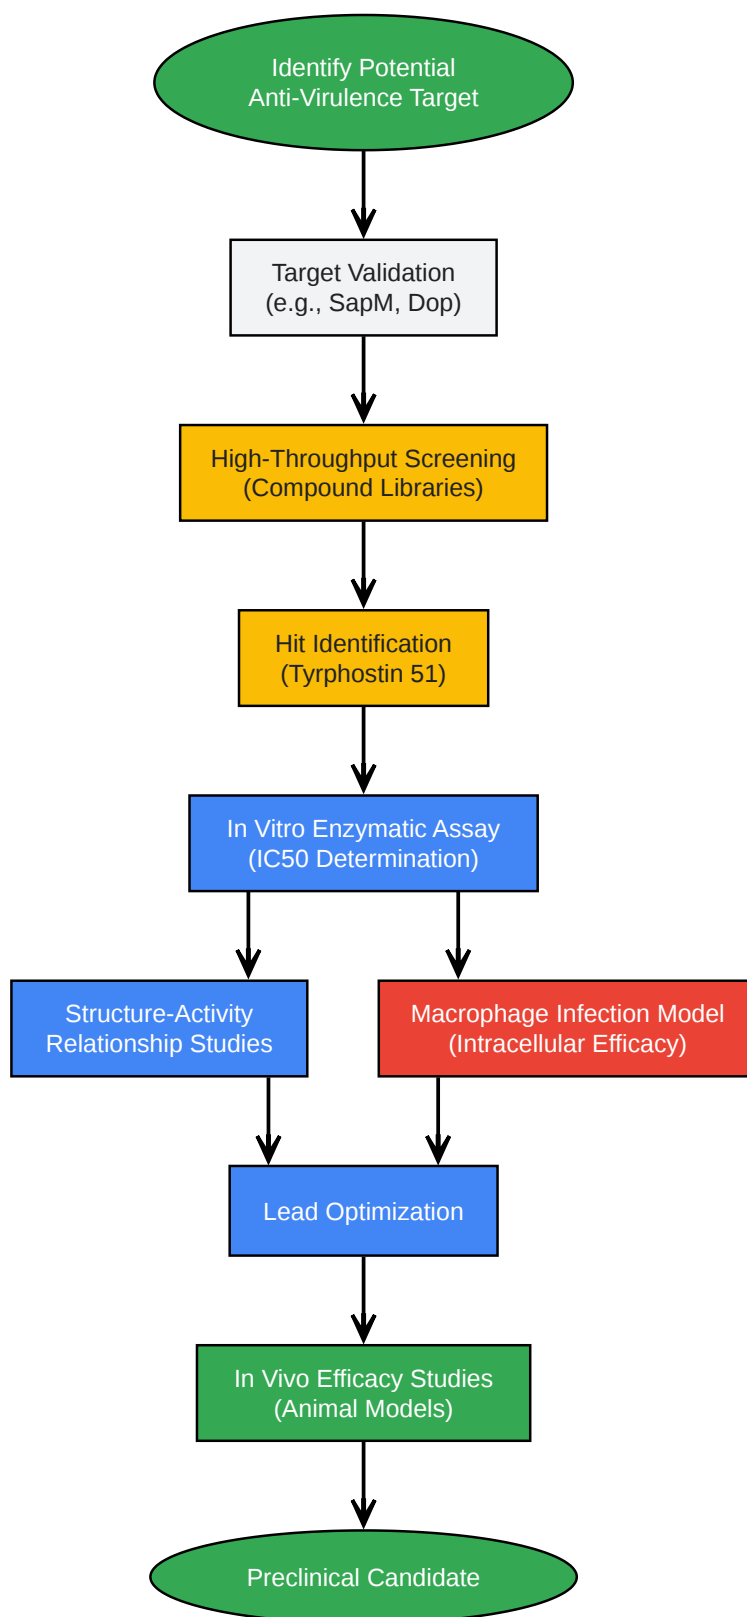 Identify Potential
Anti-Virulence Target
Target Validation
(e.g., SapM, Dop)
High-Throughput Screening
(Compound Libraries)
Hit Identification
(Tyrphostin 51)
In Vitro Enzymatic Assay
(IC50 Determination)
Structure-Activity
Relationship Studies
Macrophage Infection Model
(Intracellular Efficacy)
Lead Optimization
In Vivo Efficacy Studies
(Animal Models)
Preclinical Candidate